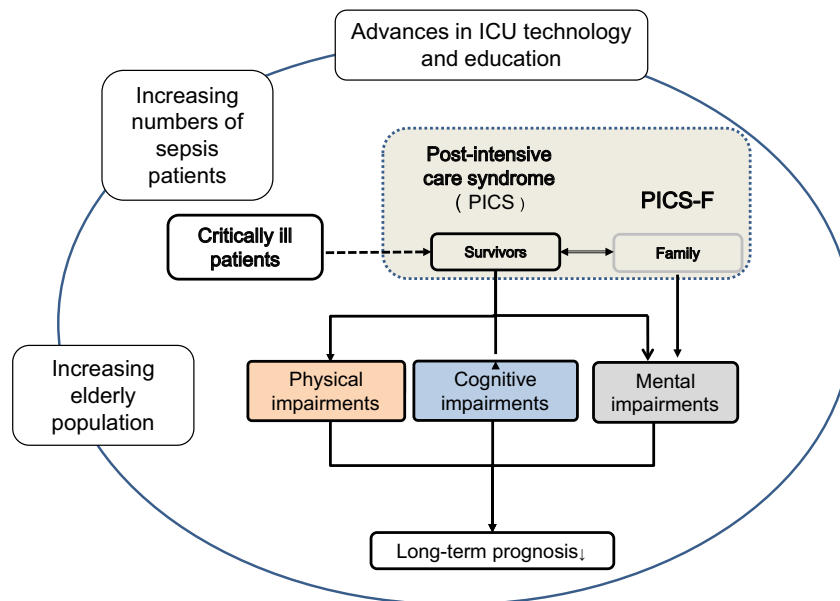 Advances in ICU technology
and education
Increasing
numbers of
sepsis
patients
Post-intensive
care syndrome
( PICS )
PICS-F
Critically ill
patients
Survivors
Family
Increasing
elderly
population
Physical
impairments
Cognitive
impairments
Mental
impairments
Long-term prognosis↓